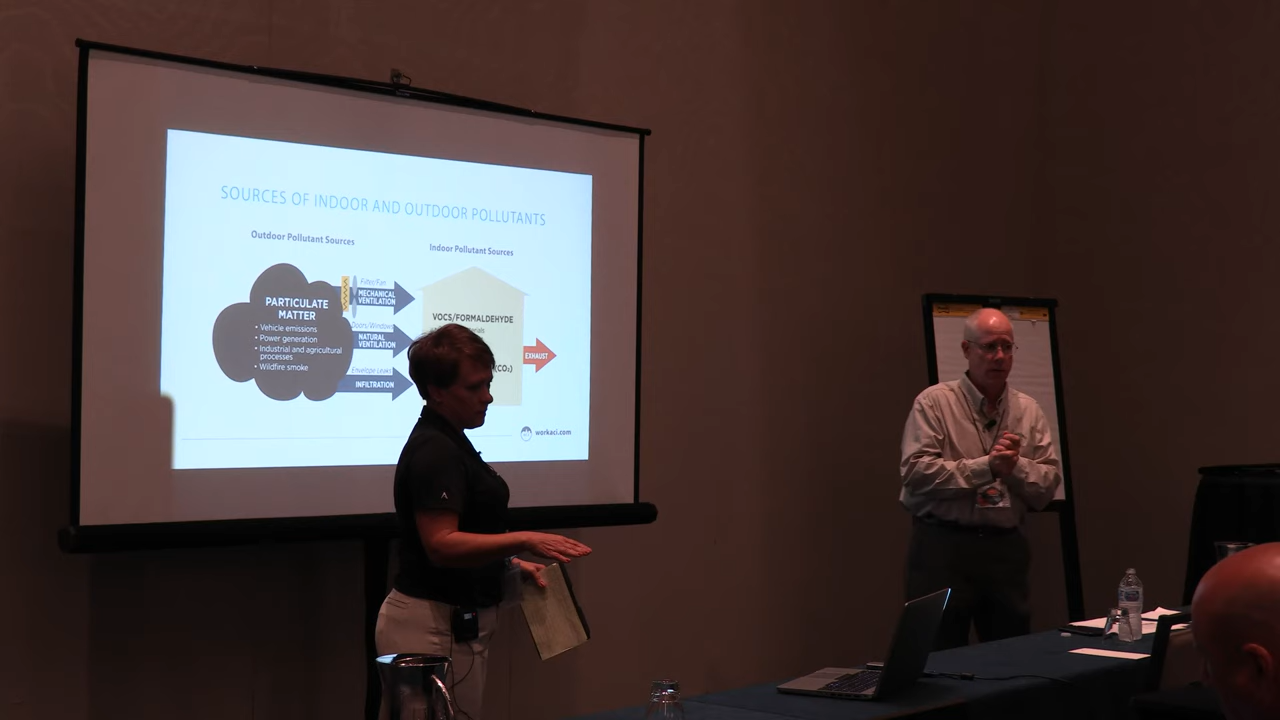 SOURCES OF INDOOR AND OUTDOOR POLLUTANTS
Outdoor Pollutant Sources
Indoor Pollutant Sources
PARTICULATE
MATTER
• Vehicle emissions
• Power generation
• Industrial and agricultural
processes
• Wildfire smoke
Filter/Fan
MECHANICAL
VENTILATION
Doors/Windows
NATURAL
VENTILATION
Envelope Leaks
INFILTRATION
VOCS/FORMALDEHYDE
(CO₂)
EXHAUST
workaci.com